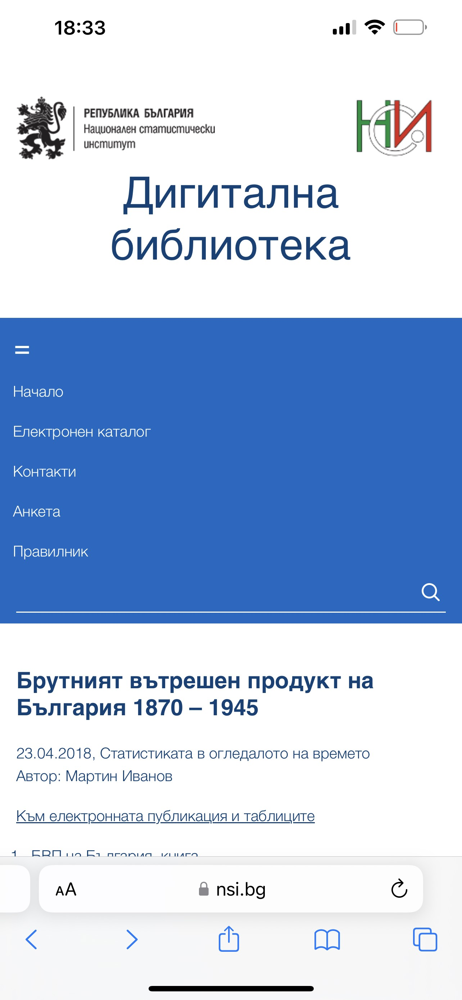 18:33
РЕПУБЛИКА БЪЛГАРИЯ
Национален статистически
институт
НСИ
Дигитална
библиотека
Начало
Електронен каталог
Контакти
Анкета
Правилник
Брутният вътрешен продукт на
България 1870 – 1945
23.04.2018, Статистиката в огледалото на времето
Автор: Мартин Иванов
Към електронната публикация и таблиците
1. БВП на България, книга
AA nsi.bg